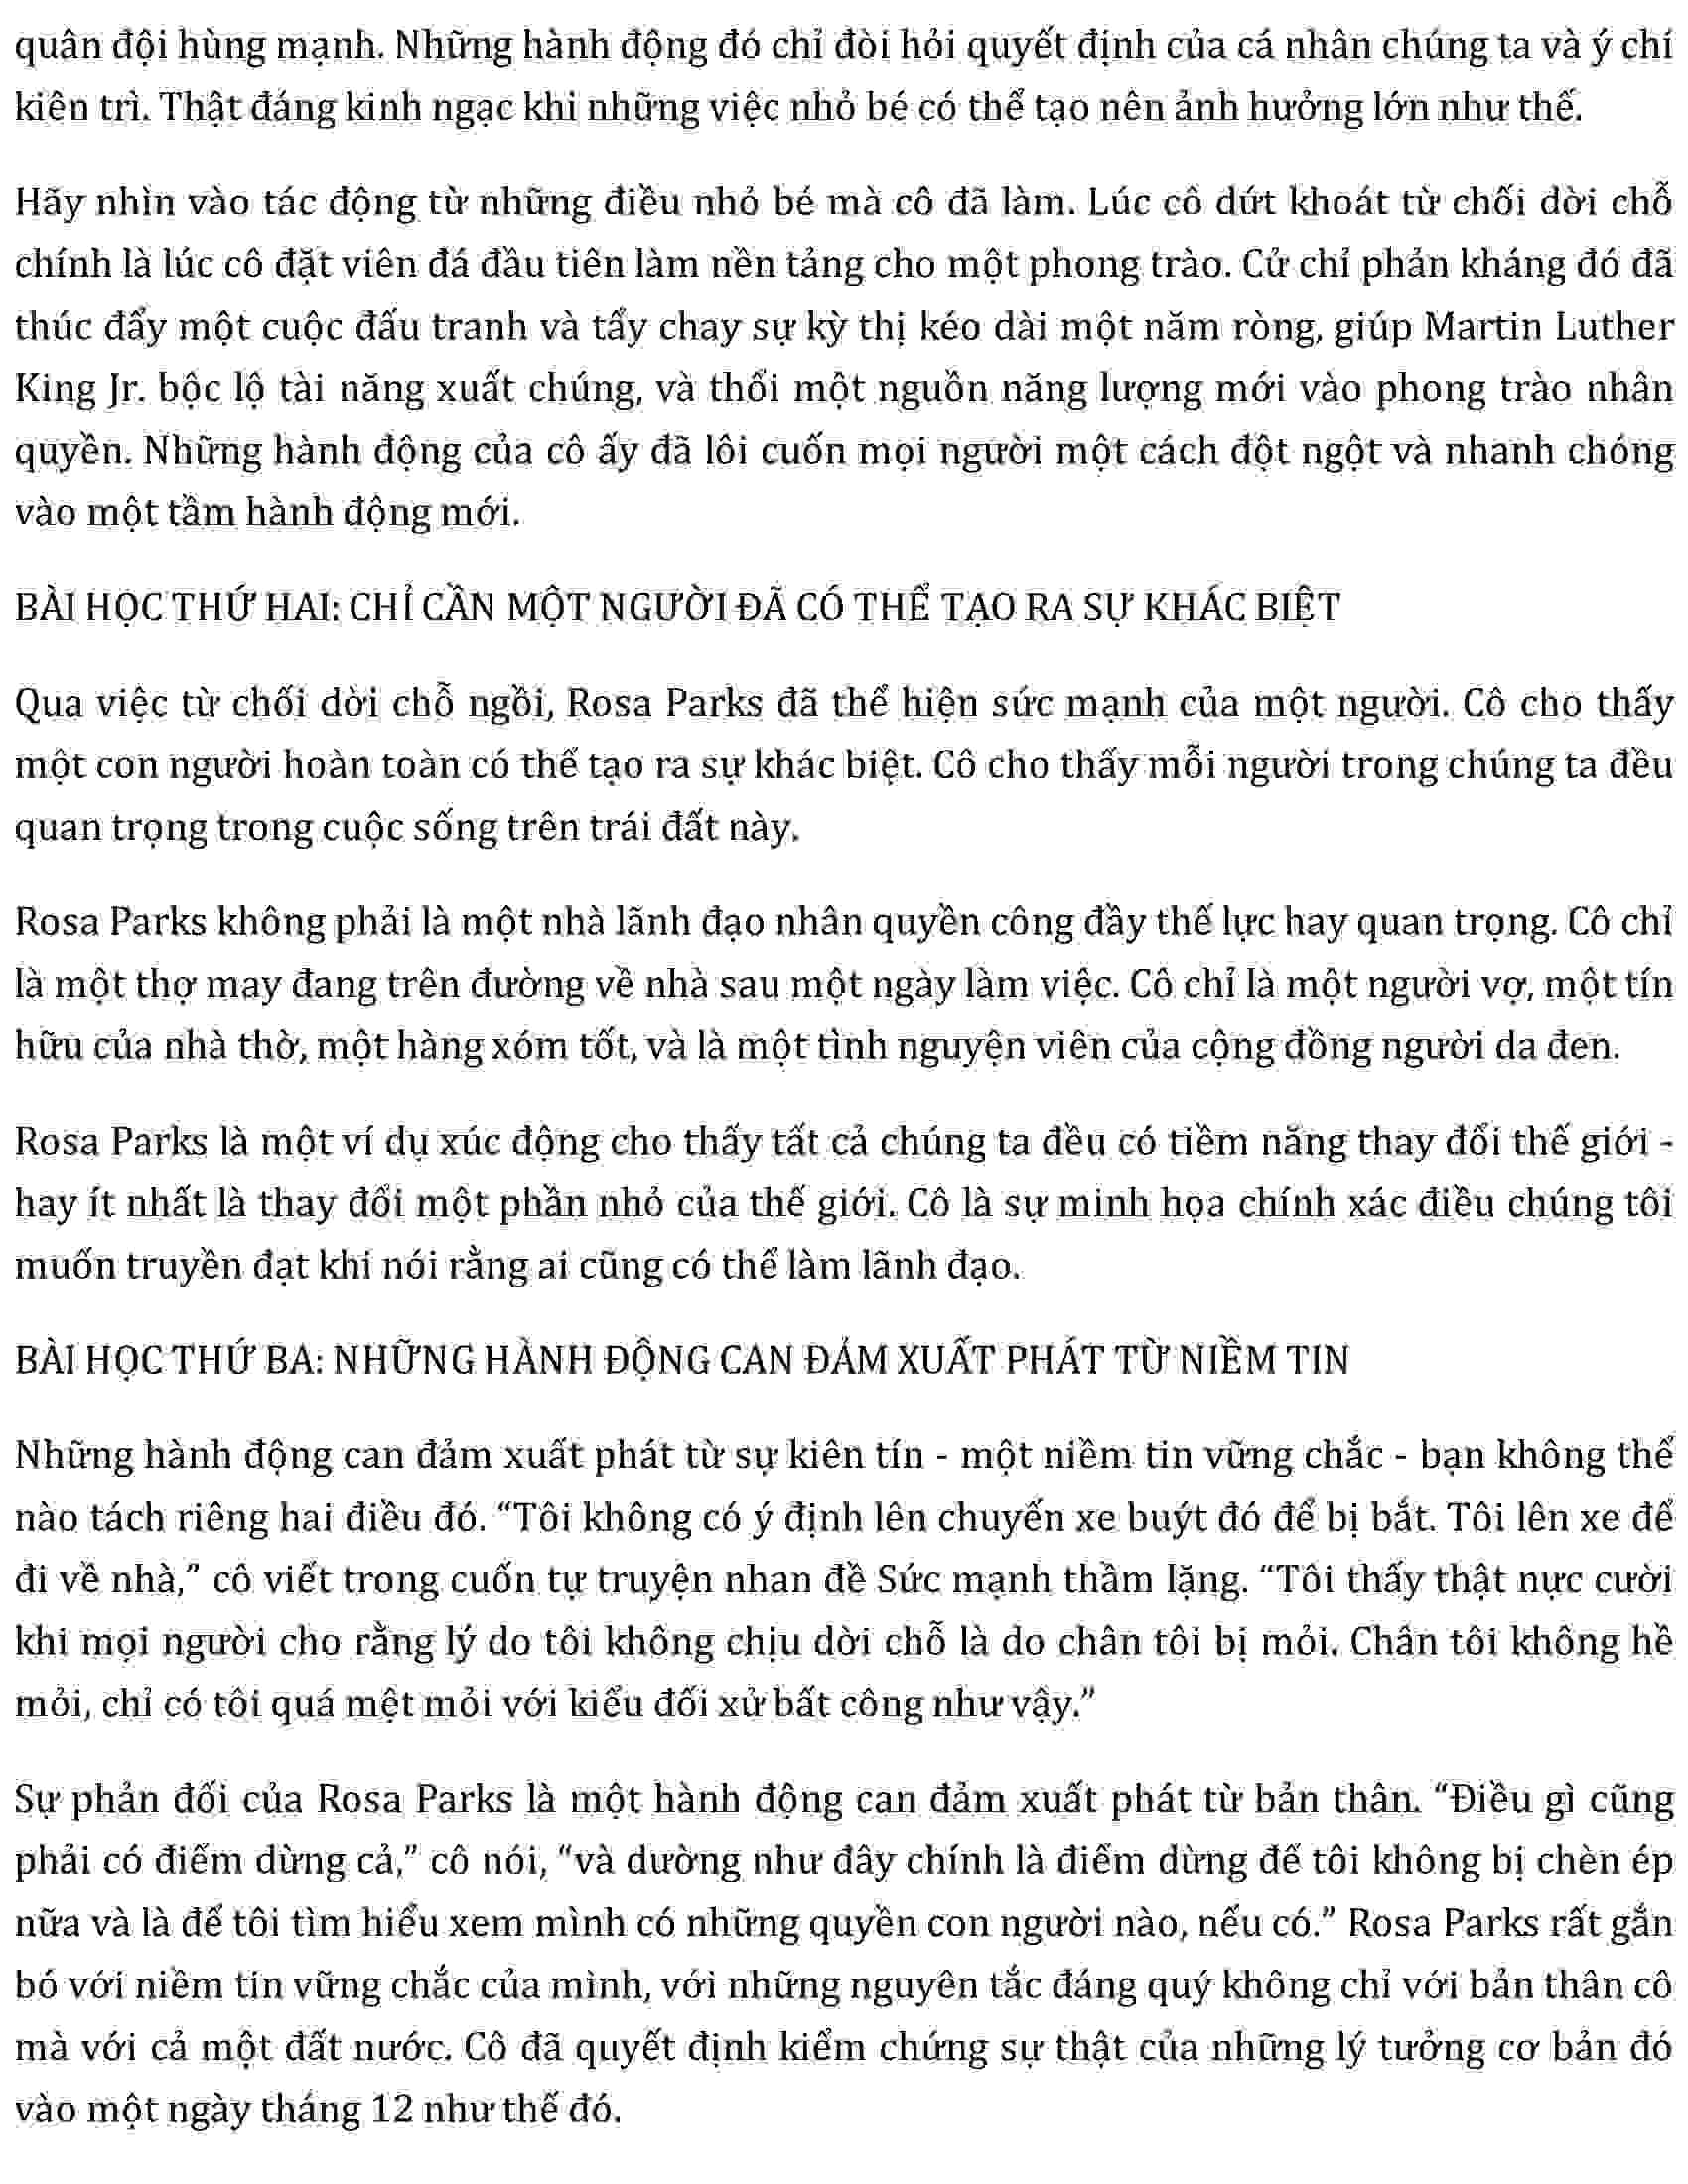 quân đội hùng mạnh. Những hành động đó chỉ đòi hỏi quyết định của cá nhân chúng ta và ý chí
kiên trì. Thật đáng kinh ngạc khi những việc nhỏ bé có thể tạo nên ảnh hưởng lớn như thế.
Hãy nhìn vào tác động từ những điều nhỏ bé mà cô đã làm. Lúc cô dứt khoát từ chối dời chỗ
chính là lúc cô đặt viên đá đầu tiên làm nền tảng cho một phong trào. Cử chỉ phản kháng đó đã
thúc đẩy một cuộc đấu tranh và tẩy chay sự kỳ thị kéo dài một năm ròng, giúp Martin Luther
King Jr. bộc lộ tài năng xuất chúng, và thổi một nguồn năng lượng mới vào phong trào nhân
quyền. Những hành động của cô ấy đã lôi cuốn mọi người một cách đột ngột và nhanh chóng
vào một tầm hành động mới.
BÀI HỌC THỨ HAI: CHỈ CẦN MỘT NGƯỜI ĐÃ CÓ THỂ TẠO RA SỰ KHÁC BIỆT
Qua việc từ chối dời chỗ ngồi, Rosa Parks đã thể hiện sức mạnh của một người. Cô cho thấy
một con người hoàn toàn có thể tạo ra sự khác biệt. Cô cho thấy mỗi người trong chúng ta đều
quan trọng trong cuộc sống trên trái đất này.
Rosa Parks không phải là một nhà lãnh đạo nhân quyền công đầy thế lực hay quan trọng. Cô chỉ
là một thợ may đang trên đường về nhà sau một ngày làm việc. Cô chỉ là một người vợ, một tín
hữu của nhà thờ, một hàng xóm tốt, và là một tình nguyện viên của cộng đồng người da đen.
Rosa Parks là một ví dụ xúc động cho thấy tất cả chúng ta đều có tiềm năng thay đổi thế giới -
hay ít nhất là thay đổi một phần nhỏ của thế giới. Cô là sự minh họa chính xác điều chúng tôi
muốn truyền đạt khi nói rằng ai cũng có thể làm lãnh đạo.
BÀI HỌC THỨ BA: NHỮNG HÀNH ĐỘNG CAN ĐẢM XUẤT PHÁT TỪ NIỀM TIN
Những hành động can đảm xuất phát từ sự kiên tín - một niềm tin vững chắc - bạn không thể
nào tách riêng hai điều đó. “Tôi không có ý định lên chuyến xe buýt đó để bị bắt. Tôi lên xe để
đi về nhà,” cô viết trong cuốn tự truyện nhan đề Sức mạnh thầm lặng. “Tôi thấy thật nực cười
khi mọi người cho rằng lý do tôi không chịu dời chỗ là do chân tôi bị mỏi. Chân tôi không hề
mỏi, chỉ có tôi quá mệt mỏi với kiểu đối xử bất công như vậy.”
Sự phản đối của Rosa Parks là một hành động can đảm xuất phát từ bản thân. “Điều gì cũng
phải có điểm dừng cả,” cô nói, “và dường như đây chính là điểm dừng để tôi không bị chèn ép
nữa và là để tôi tìm hiểu xem mình có những quyền con người nào, nếu có.” Rosa Parks rất gắn
bó với niềm tin vững chắc của mình, với những nguyên tắc đáng quý không chỉ với bản thân cô
mà với cả một đất nước. Cô đã quyết định kiểm chứng sự thật của những lý tưởng cơ bản đó
vào một ngày tháng 12 như thế đó.